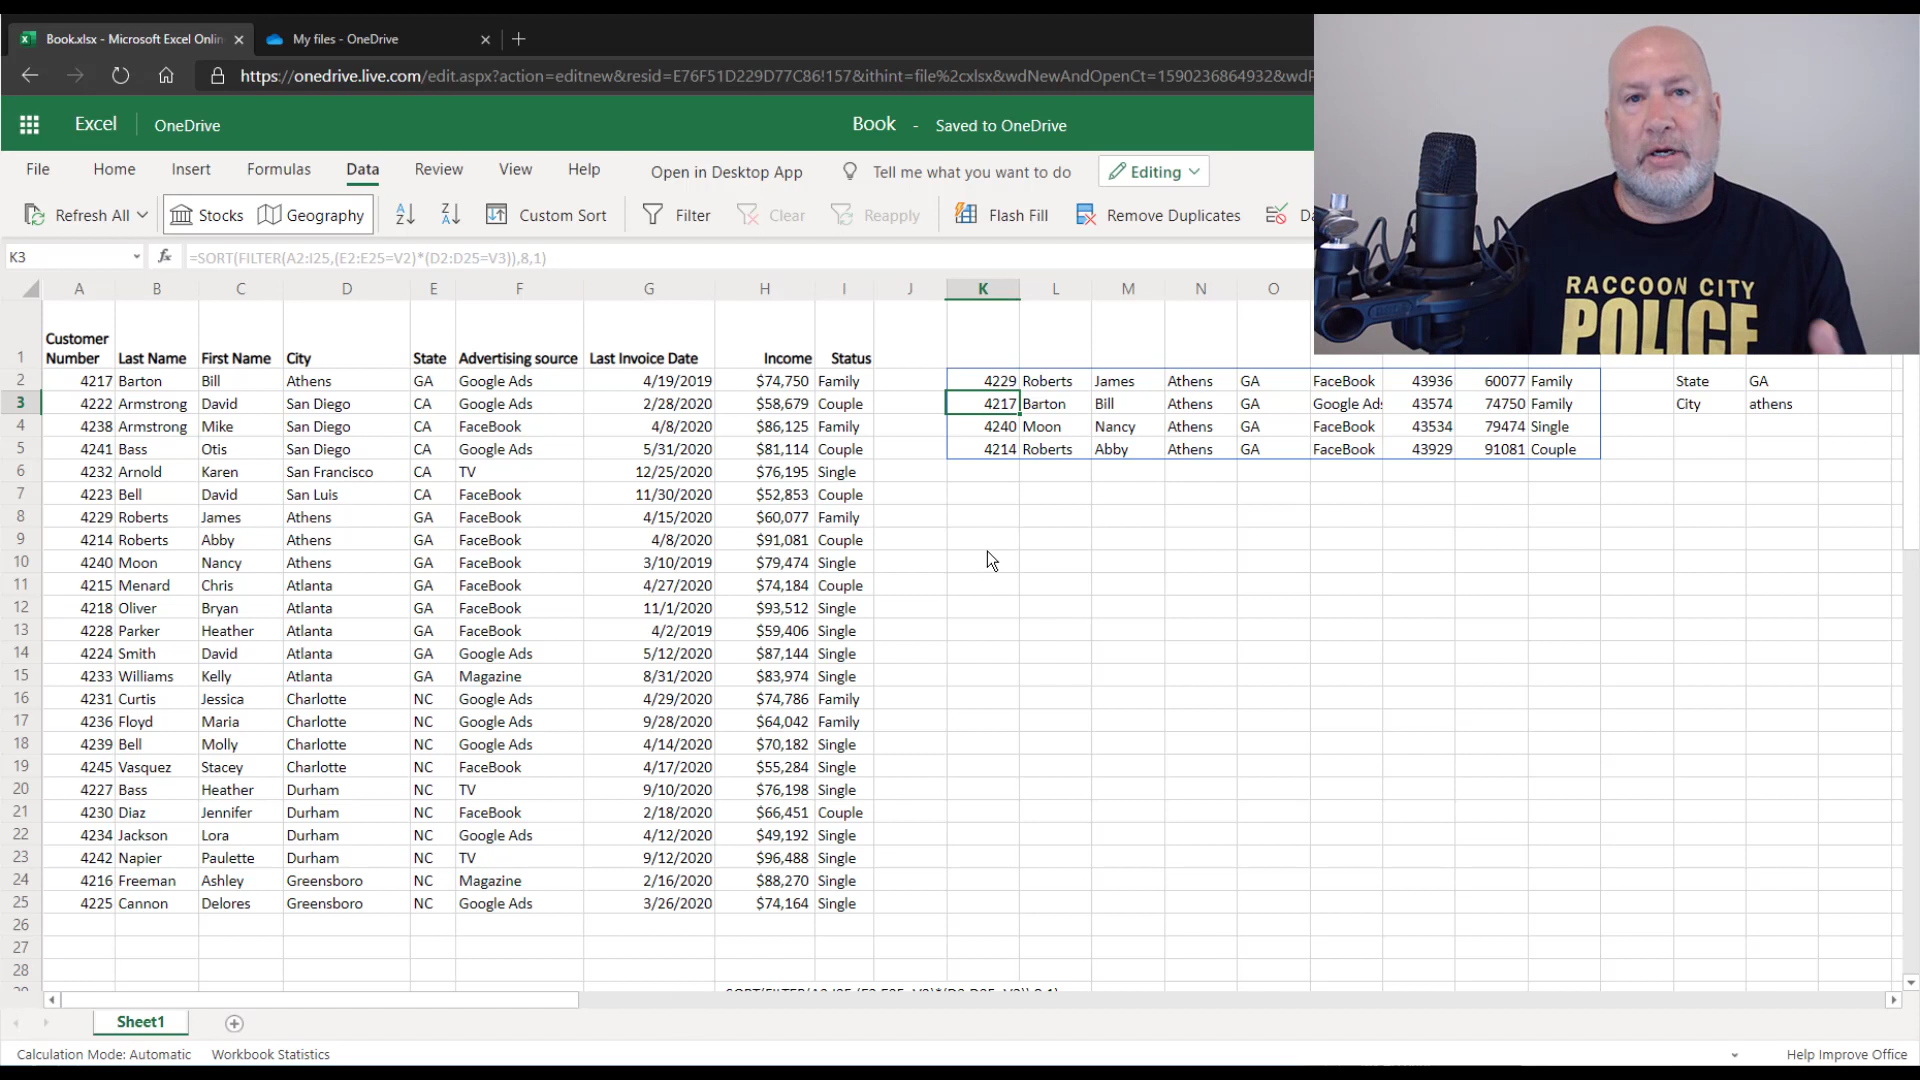 Book.xlsx - Microsoft Excel Onlin
My files - OneDrive
https://onedrive.live.com/edit.aspx?action=editnew&resid=E76F51D229D77C86!157&ithint=file%2cxlsx&wdNewAndOpenCt=1590236864932&wdP
Excel OneDrive Book - Saved to OneDrive
File Home Insert Formulas Data Review View Help Open in Desktop App Tell me what you want to do Editing
Refresh All Stocks Geography Custom Sort Filter Clear Reapply Flash Fill Remove Duplicates
K3 fx =SORT(FILTER(A2:I25,(E2:E25=V2)*(D2:D25=V3)),8,1)
RACCOON CITY
POLICE
A B C D E F G H I J K L M N O
Customer
1 Number Last Name First Name City State Advertising source Last Invoice Date Income Status
2 4217 Barton Bill Athens GA Google Ads 4/19/2019 $74,750 Family 4229 Roberts James Athens GA FaceBook 43936 60077 Family State GA
3 4222 Armstrong David San Diego CA Google Ads 2/28/2020 $58,679 Couple 4217 Barton Bill Athens GA Google Ads 43574 74750 Family City athens
4 4238 Armstrong Mike San Diego CA FaceBook 4/8/2020 $86,125 Family 4240 Moon Nancy Athens GA FaceBook 43534 79474 Single
5 4241 Bass Otis San Diego CA Google Ads 5/31/2020 $81,114 Couple 4214 Roberts Abby Athens GA FaceBook 43929 91081 Couple
6 4232 Arnold Karen San Francisco CA TV 12/25/2020 $76,195 Single
7 4223 Bell David San Luis CA FaceBook 11/30/2020 $52,853 Couple
8 4229 Roberts James Athens GA FaceBook 4/15/2020 $60,077 Family
9 4214 Roberts Abby Athens GA FaceBook 4/8/2020 $91,081 Couple
10 4240 Moon Nancy Athens GA FaceBook 3/10/2019 $79,474 Single
11 4215 Menard Chris Atlanta GA FaceBook 4/27/2020 $74,184 Couple
12 4218 Oliver Bryan Atlanta GA FaceBook 11/1/2020 $93,512 Single
13 4228 Parker Heather Atlanta GA FaceBook 4/2/2019 $59,406 Single
14 4224 Smith David Atlanta GA Google Ads 5/12/2020 $87,144 Single
15 4233 Williams Kelly Atlanta GA Magazine 8/31/2020 $83,974 Single
16 4231 Curtis Jessica Charlotte NC Google Ads 4/29/2020 $74,786 Family
17 4236 Floyd Maria Charlotte NC Google Ads 9/28/2020 $64,042 Family
18 4239 Bell Molly Charlotte NC Google Ads 4/14/2020 $70,182 Single
19 4245 Vasquez Stacey Charlotte NC FaceBook 4/17/2020 $55,284 Single
20 4227 Bass Heather Durham NC TV 9/10/2020 $76,198 Single
21 4230 Diaz Jennifer Durham NC FaceBook 2/18/2020 $66,451 Couple
22 4234 Jackson Lora Durham NC Google Ads 4/12/2020 $49,192 Single
23 4242 Napier Paulette Durham NC TV 9/12/2020 $96,488 Single
24 4216 Freeman Ashley Greensboro NC Magazine 2/16/2020 $88,270 Single
25 4225 Cannon Delores Greensboro NC Google Ads 3/26/2020 $74,164 Single
26
27
28
Sheet1
Calculation Mode: Automatic Workbook Statistics Help Improve Office